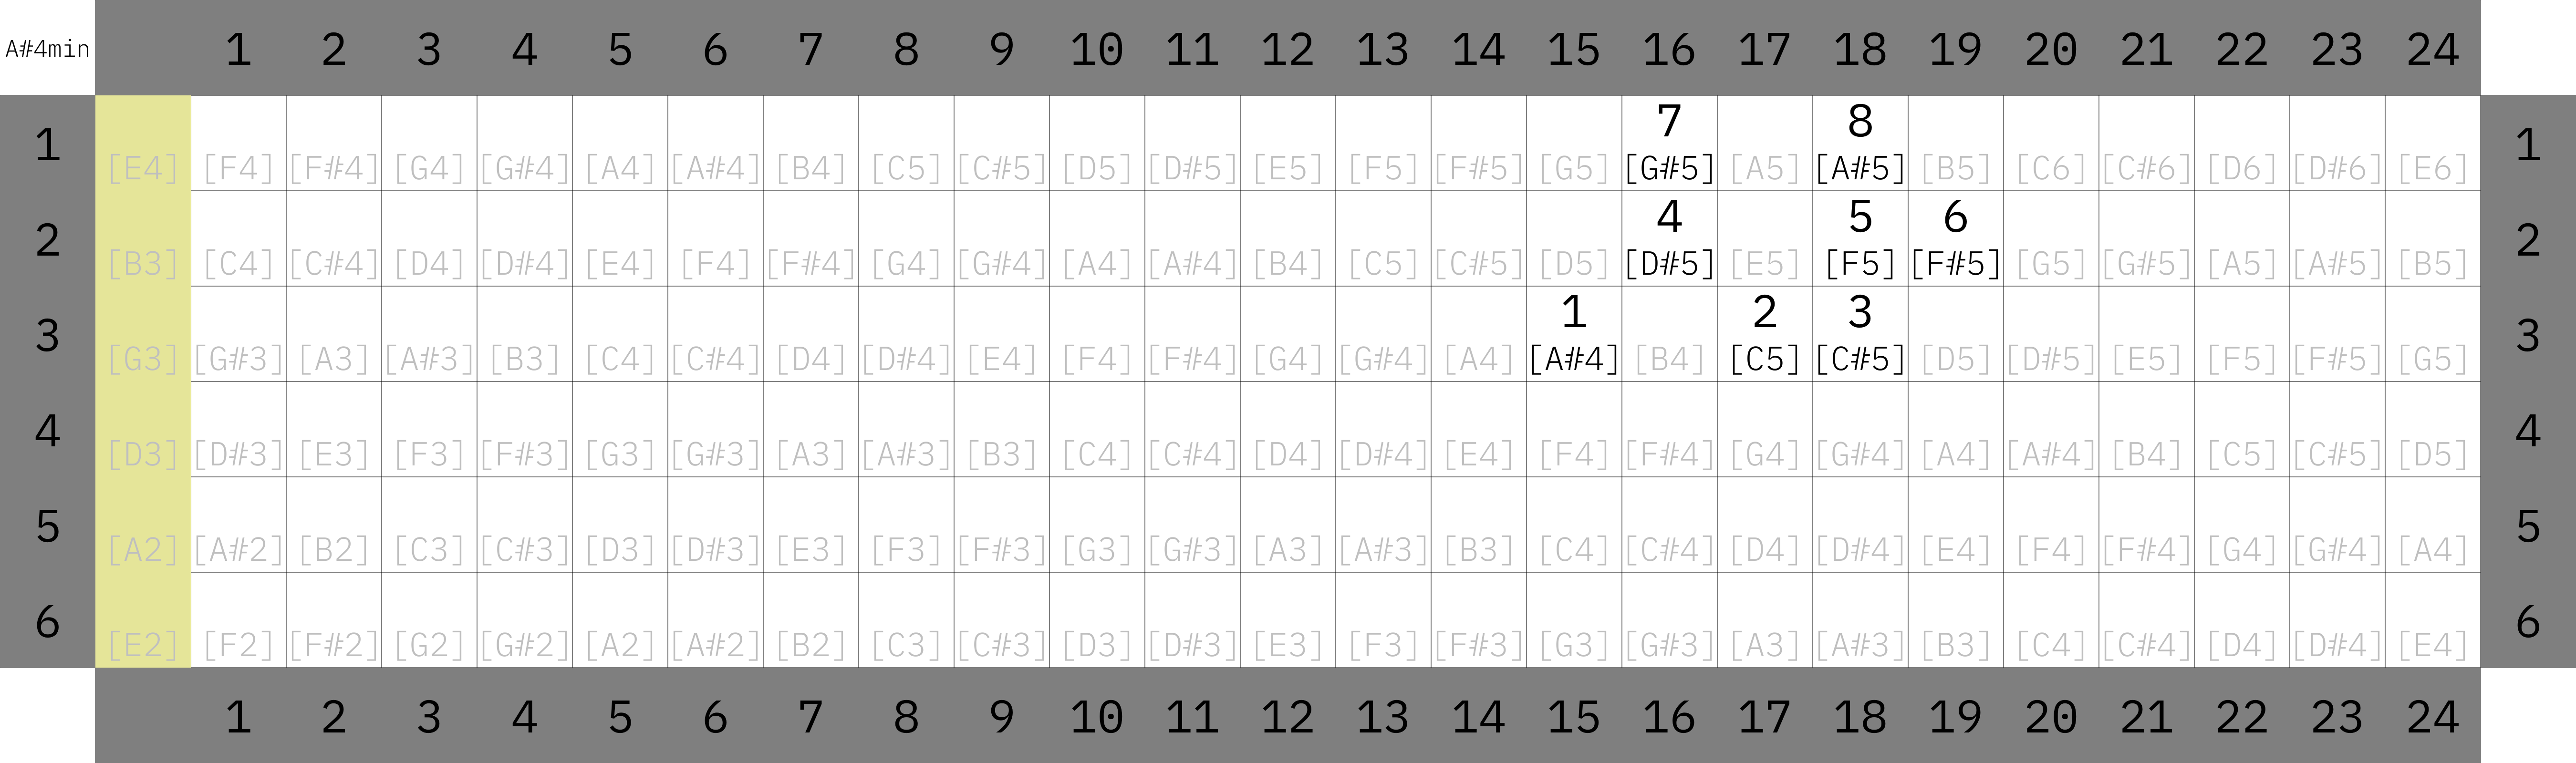 A#4min 1 2 3 4 5 6 7 8 9 10 11 12 13 14 15 16 17 18 19 20 21 22 23 24
7 8
1 [E4] [F4] [F#4] [G4] [G#4] [A4] [A#4] [B4] [C5] [C#5] [D5] [D#5] [E5] [F5] [F#5] [G5] [G#5] [A5] [A#5] [B5] [C6] [C#6] [D6] [D#6] [E6] 1
4 5 6
2 [B3] [C4] [C#4] [D4] [D#4] [E4] [F4] [F#4] [G4] [G#4] [A4] [A#4] [B4] [C5] [C#5] [D5] [D#5] [E5] [F5] [F#5] [G5] [G#5] [A5] [A#5] [B5] 2
1 2 3
3 [G3] [G#3] [A3] [A#3] [B3] [C4] [C#4] [D4] [D#4] [E4] [F4] [F#4] [G4] [G#4] [A4] [A#4] [B4] [C5] [C#5] [D5] [D#5] [E5] [F5] [F#5] [G5] 3
4 [D3] [D#3] [E3] [F3] [F#3] [G3] [G#3] [A3] [A#3] [B3] [C4] [C#4] [D4] [D#4] [E4] [F4] [F#4] [G4] [G#4] [A4] [A#4] [B4] [C5] [C#5] [D5] 4
5 [A2] [A#2] [B2] [C3] [C#3] [D3] [D#3] [E3] [F3] [F#3] [G3] [G#3] [A3] [A#3] [B3] [C4] [C#4] [D4] [D#4] [E4] [F4] [F#4] [G4] [G#4] [A4] 5
6 [E2] [F2] [F#2] [G2] [G#2] [A2] [A#2] [B2] [C3] [C#3] [D3] [D#3] [E3] [F3] [F#3] [G3] [G#3] [A3] [A#3] [B3] [C4] [C#4] [D4] [D#4] [E4] 6
1 2 3 4 5 6 7 8 9 10 11 12 13 14 15 16 17 18 19 20 21 22 23 24